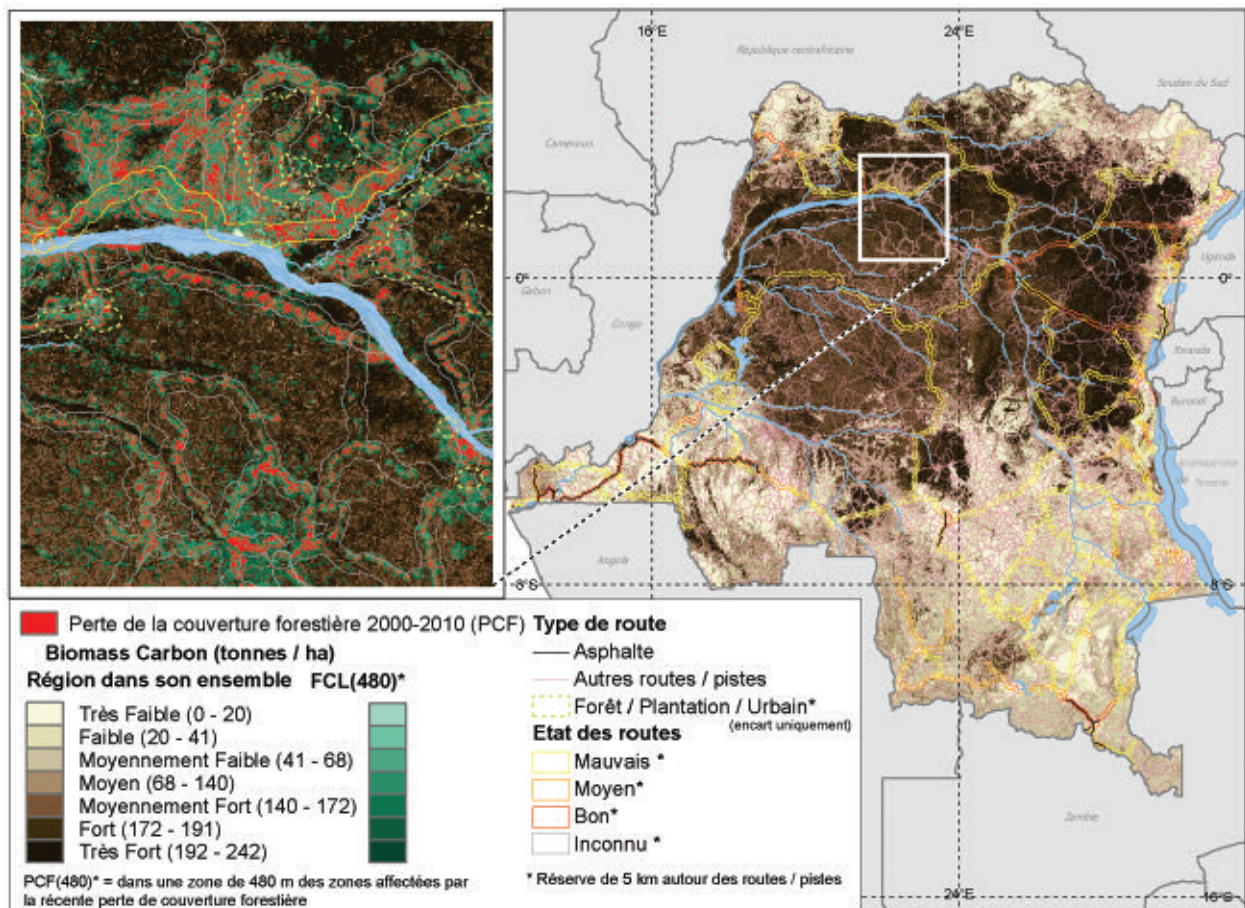 16°E
24°E
République centrafricaine
Soudan du Sud
Cameroun
0°
0°
Ouganda
Gabon
Congo
Rwanda
Burundi
Angola
8°S
8°S
Zambie
24°E
16°S
Perte de la couverture forestière 2000-2010 (PCF)
Biomass Carbon (tonnes / ha)
Région dans son ensemble FCL(480)*
Très Faible (0 - 20)
Faible (20 - 41)
Moyennement Faible (41 - 68)
Moyen (68 - 140)
Moyennement Fort (140 - 172)
Fort (172 - 191)
Très Fort (192 - 242)
PCF(480)* = dans une zone de 480 m des zones affectées par
la récente perte de couverture forestière
Type de route
Asphalte
Autres routes / pistes
Forêt / Plantation / Urbain*
(encart uniquement)
Etat des routes
Mauvais *
Moyen*
Bon*
Inconnu *
* Réserve de 5 km autour des routes / pistes